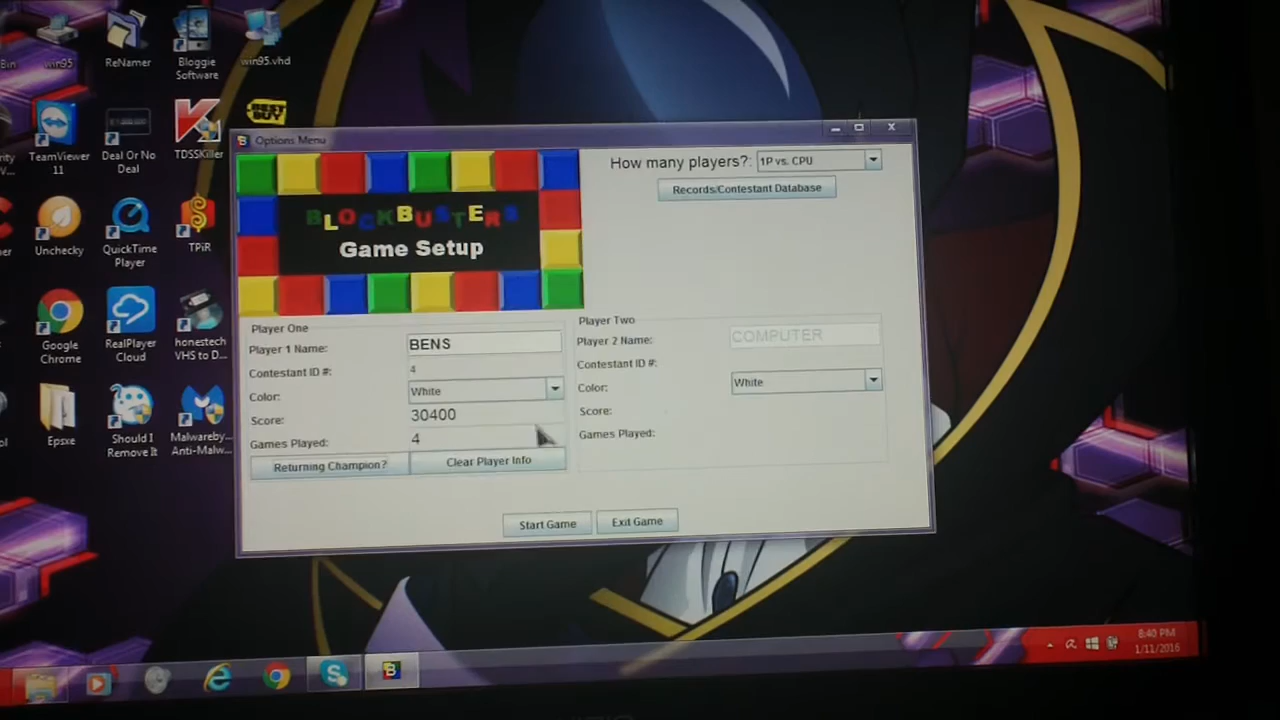 win95
ReNamer
Bloggie
Software
win95.vhd
TeamViewer
11
Deal Or No
Deal
TDSSKiller
BEST
BUY
Unchecky
QuickTime
Player
TPiR
Google
Chrome
RealPlayer
Cloud
honestech
VHS to D...
Epsxe
Should I
Remove It
Malwareby...
Anti-Malw...
Options Menu
BLOCKBUSTERS
Game Setup
How many players?: 1P vs. CPU
Records/Contestant Database
Player One
Player 1 Name: BENS
Contestant ID #: 4
Color: White
Score: 30400
Games Played: 4
Returning Champion? Clear Player Info
Player Two
Player 2 Name: COMPUTER
Contestant ID #:
Color: White
Score:
Games Played:
Start Game Exit Game
8:40 PM
1/11/2016